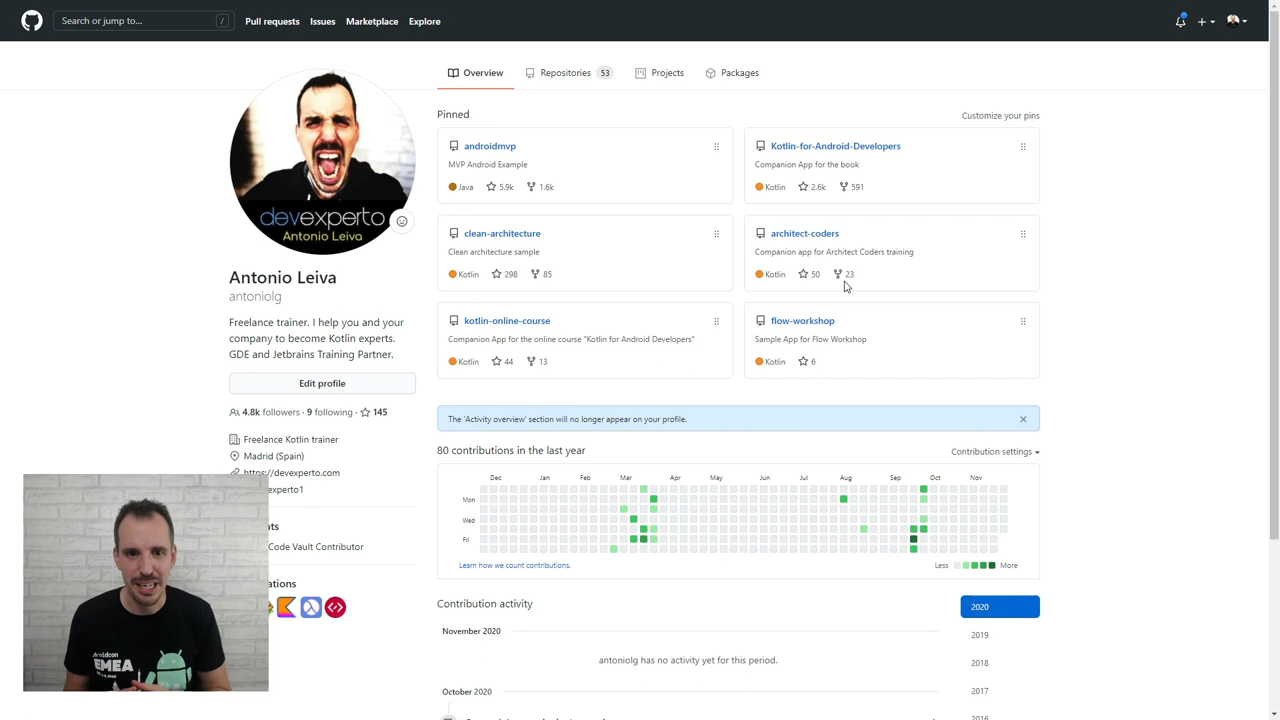 Search or jump to...
/
Pull requests
Issues
Marketplace
Explore
Overview
Repositories 53
Projects
Packages
devexperto
Antonio Leiva
Antonio Leiva
antoniolg
Freelance trainer. I help you and your
company to become Kotlin experts.
GDE and Jetbrains Training Partner.
Edit profile
4.8k followers · 9 following · 145
Freelance Kotlin trainer
Madrid (Spain)
https://devexperto.com
experto1
Code Vault Contributor
Pinned
Customize your pins
androidmvp
MVP Android Example
Java 5.9k 1.6k
Kotlin-for-Android-Developers
Companion App for the book
Kotlin 2.6k 591
clean-architecture
Clean architecture sample
Kotlin 298 85
architect-coders
Companion app for Architect Coders training
Kotlin 50 23
kotlin-online-course
Companion App for the online course "Kotlin for Android Developers"
Kotlin 44 13
flow-workshop
Sample App for Flow Workshop
Kotlin 6
The 'Activity overview' section will no longer appear on your profile.
80 contributions in the last year
Contribution settings
Dec Jan Feb Mar Apr May Jun Jul Aug Sep Oct Nov
Mon
Wed
Fri
Learn how we count contributions.
Less More
Contribution activity
2020
2019
2018
2017
2016
November 2020
antoniolg has no activity yet for this period.
October 2020
EMEA